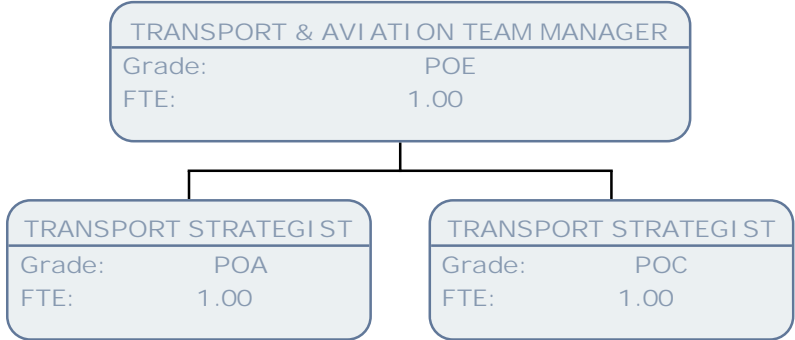 TRANSPORT & AVIATION TEAM MANAGER
Grade: POE
FTE: 1.00
TRANSPORT STRATEGIST
Grade: POA
FTE: 1.00
TRANSPORT STRATEGIST
Grade: POC
FTE: 1.00